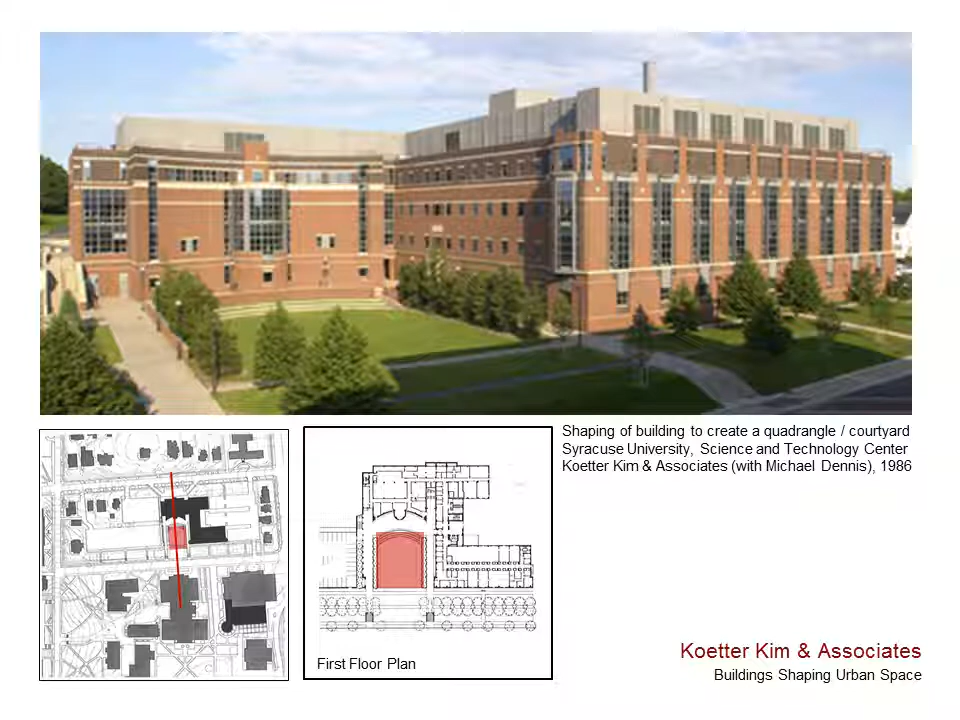 Shaping of building to create a quadrangle / courtyard
Syracuse University, Science and Technology Center
Koetter Kim & Associates (with Michael Dennis), 1986
First Floor Plan
Koetter Kim & Associates
Buildings Shaping Urban Space